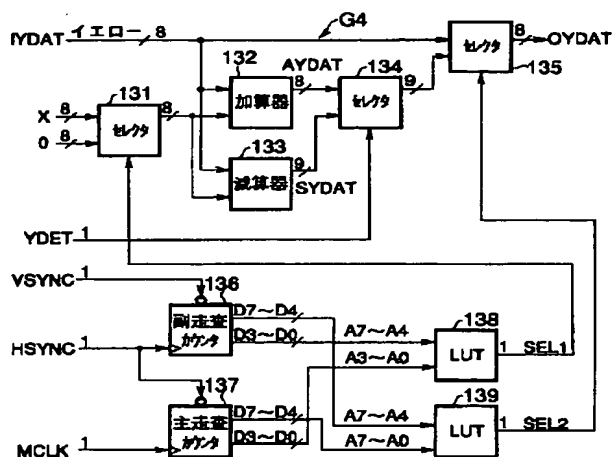 IYDAT イエロー 8
G4
セレクタ
8 OYDAT
135
132
加算器
AYDAT
8
134
セレクタ
9
131
X 8
0 8
セレクタ
8
133
減算器
9
SYDAT
YDET 1
VSYNC 1
136
副走査
カウンタ
D7~D4
D3~D0
A7~A4
A3~A0
138
LUT
1 SEL1
HSYNC 1
137
主走査
カウンタ
D7~D4
D3~D0
A7~A4
A7~A0
139
LUT
1 SEL2
MCLK 1